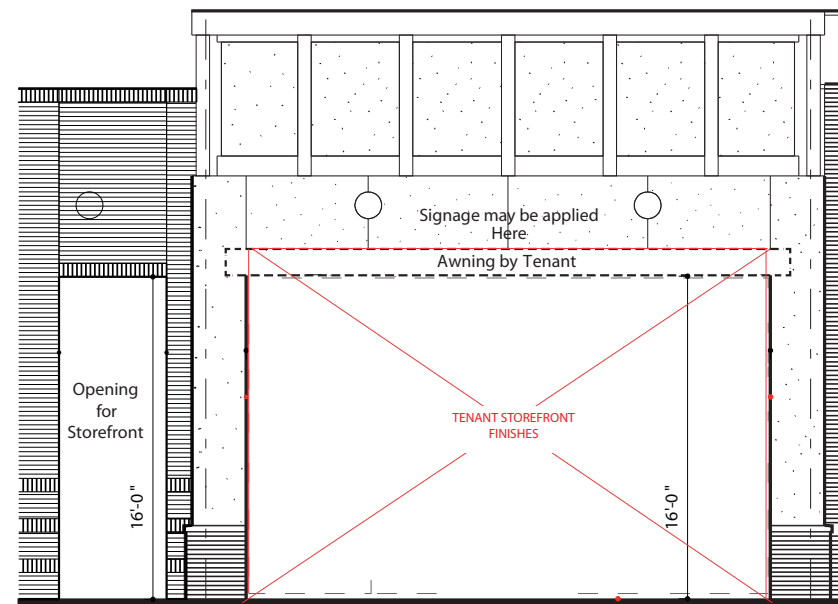 Signage may be applied
Here
Awning by Tenant
Opening
for
Storefront
TENANT STOREFRONT
FINISHES
16'-0"
16'-0"